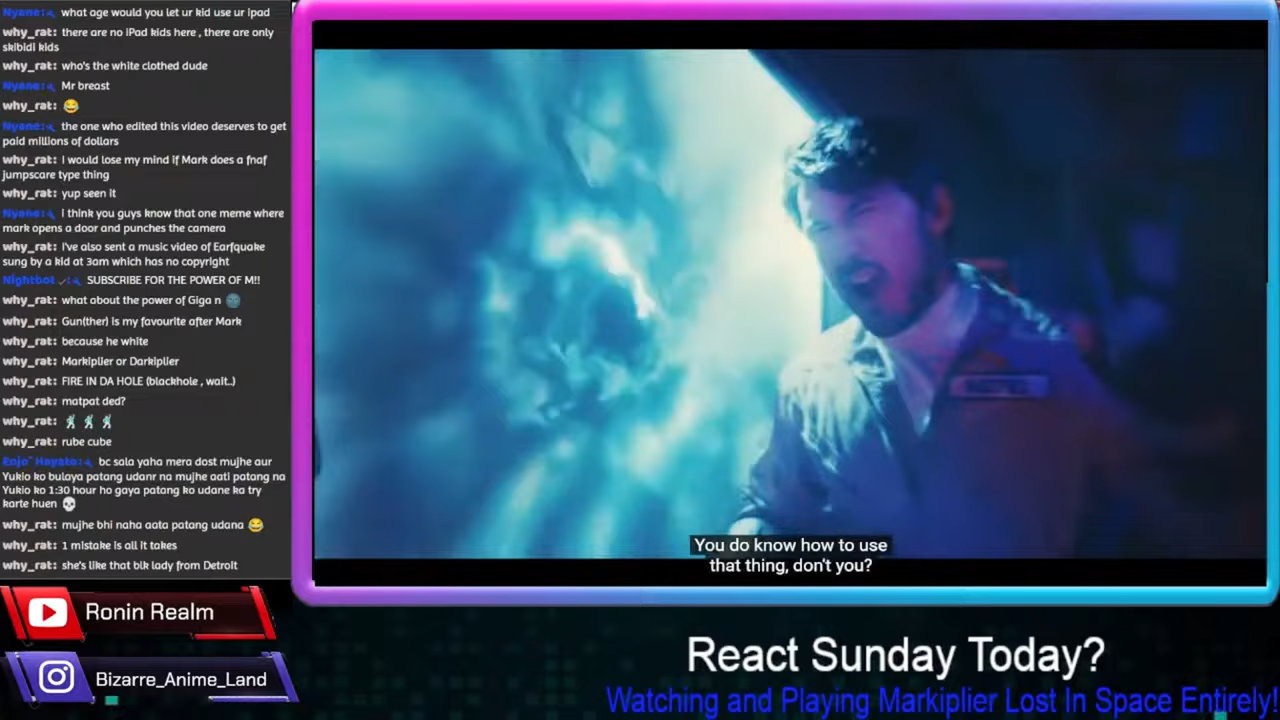 Nyane: what age would you let ur kid use ur ipad
why_rat: there are no iPad kids here , there are only
skibidi kids
why_rat: who's the white clothed dude
Nyane: Mr breast
why_rat: 😂
Nyane: the one who edited this video deserves to get
paid millions of dollars
why_rat: I would lose my mind if Mark does a fnaf
jumpscare type thing
why_rat: yup seen it
Nyane: i think you guys know that one meme where
mark opens a door and punches the camera
why_rat: I've also sent a music video of Earfquake
sung by a kid at 3am which has no copyright
Nightbot: SUBSCRIBE FOR THE POWER OF M!!
why_rat: what about the power of Giga n 🌚
why_rat: Gun(ther) is my favourite after Mark
why_rat: because he white
why_rat: Markiplier or Darkiplier
why_rat: FIRE IN DA HOLE (blackhole , wait..)
why_rat: matpat ded?
why_rat: 🕺 🕺 🕺
why_rat: rube cube
Enjo~Hayato: bc sala yaha mera dost mujhe aur
Yukio ko bulaya patang udanr na mujhe aati patang na
Yukio ko 1:30 hour ho gaya patang ko udane ka try
karte huen 💀
why_rat: mujhe bhi naha aata patang udana 😂
why_rat: 1 mistake is all it takes
why_rat: she's like that blk lady from Detroit
You do know how to use
that thing, don't you?
Ronin Realm
Bizarre_Anime_Land
React Sunday Today?
Watching and Playing Markiplier Lost In Space Entirely!